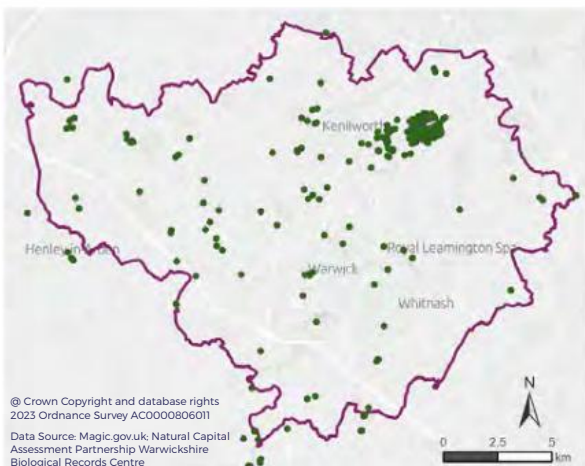 Kenilworth
Henley-in-Arden
Royal Leamington Spa
Warwick
Whitnash
@ Crown Copyright and database rights
2023 Ordnance Survey AC0000806011
Data Source: Magic.gov.uk; Natural Capital
Assessment Partnership Warwickshire
Biological Records Centre
N
0 2.5 5
km